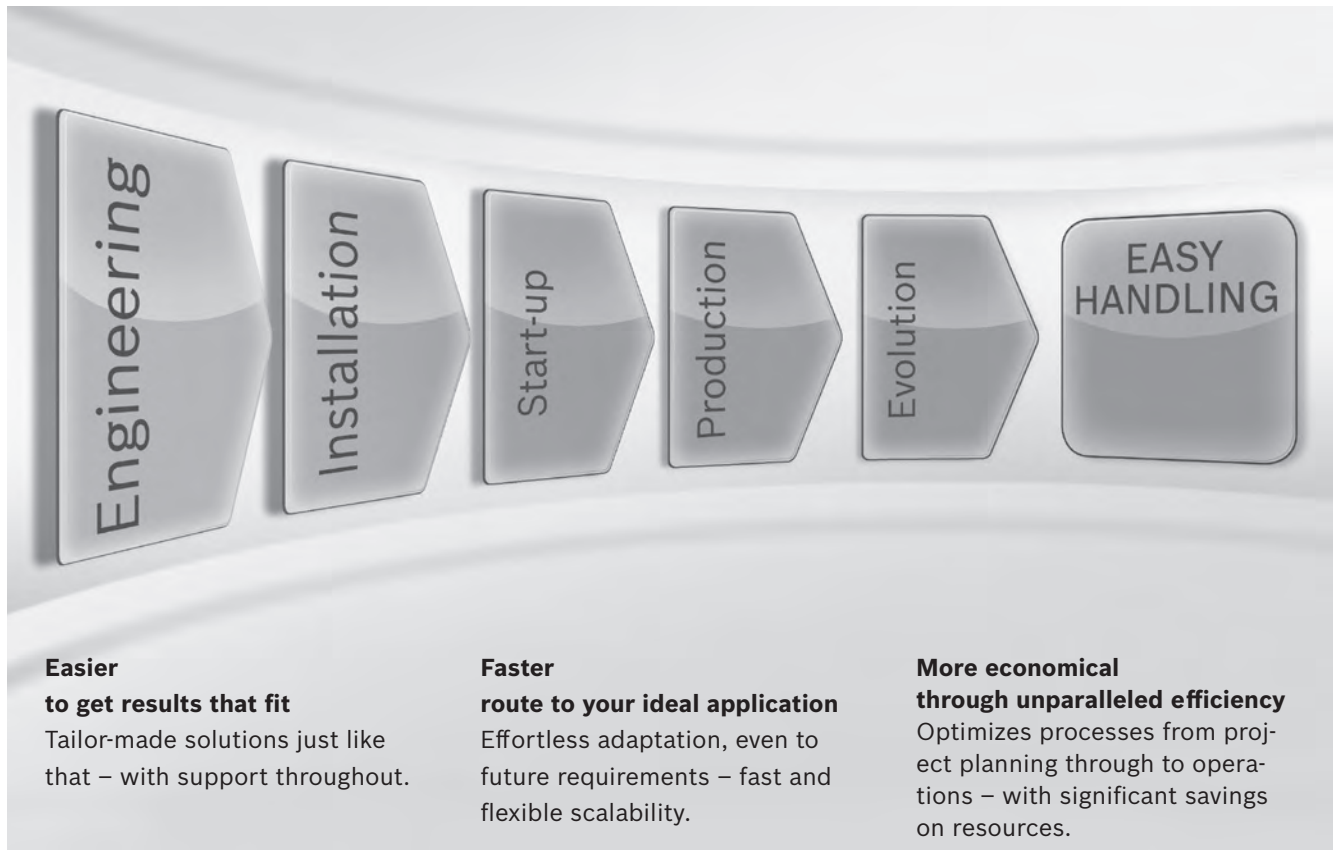 Engineering
Installation
Start-up
Production
Evolution
EASY
HANDLING
Easier
to get results that fit
Tailor-made solutions just like
that – with support throughout.
Faster
route to your ideal application
Effortless adaptation, even to
future requirements – fast and
flexible scalability.
More economical
through unparalleled efficiency
Optimizes processes from proj-
ect planning through to opera-
tions – with significant savings
on resources.